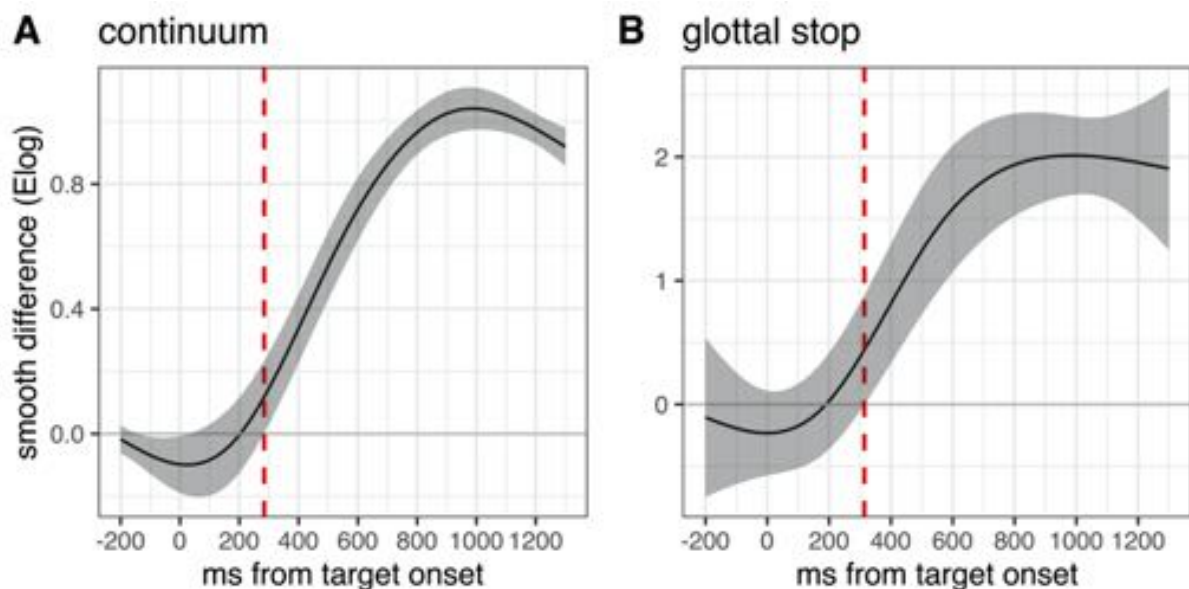 A continuum
smooth difference (Elog)
0.8
0.4
0.0
-200 0 200 400 600 800 1000 1200
ms from target onset
B glottal stop
2
1
0
-200 0 200 400 600 800 1000 1200
ms from target onset